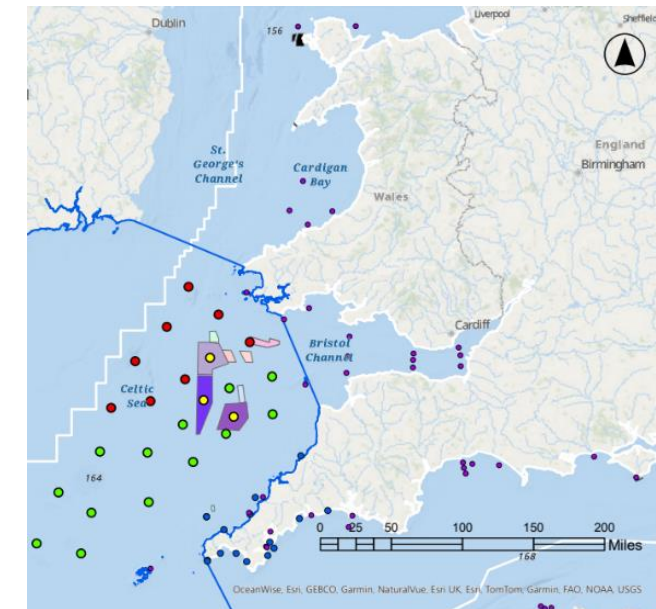 Dublin
156
Liverpool
Sheffield
St.
George's
Channel
Cardigan
Bay
England
Birmingham
Wales
Bristol
Channel
Cardiff
Celtic
Sea
164
0 25 50 100 150 200
Miles
168
OceanWise, Esri, GEBCO, Garmin, NaturalVue, Esri UK, Esri, TomTom, Garmin, FAO, NOAA, USGS